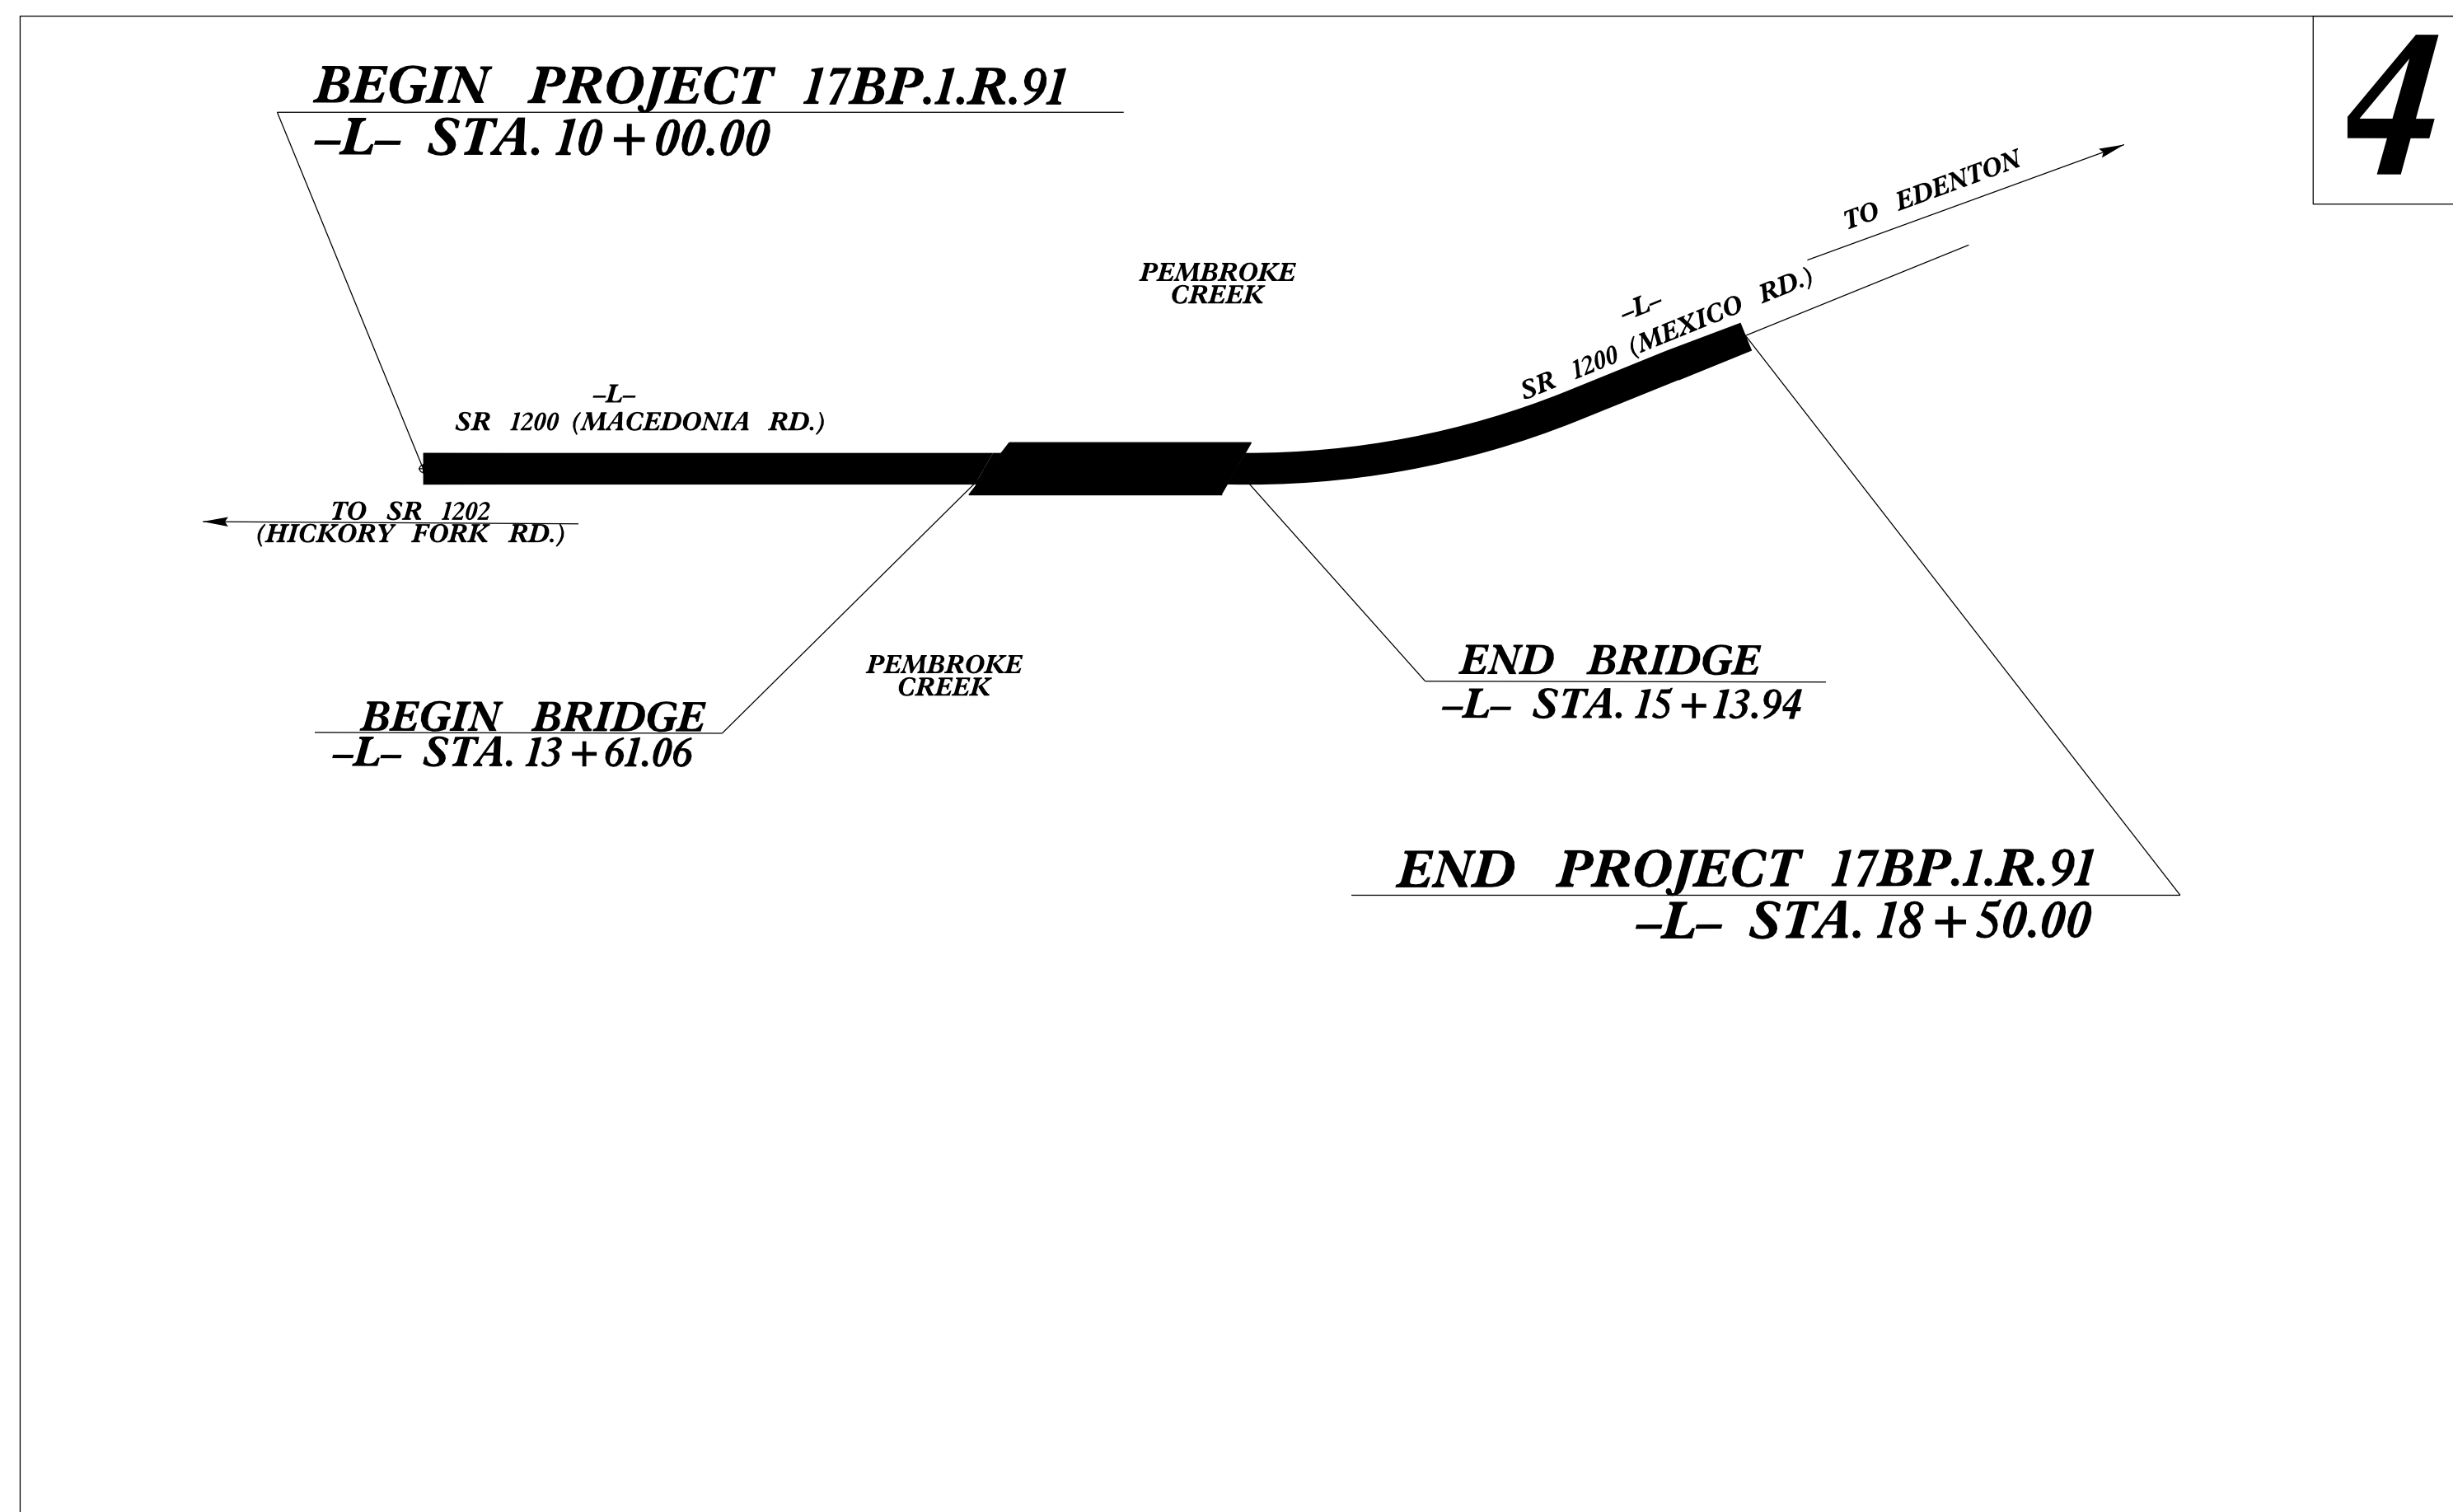 BEGIN PROJECT 17BP.1.R.91
–L– STA. 10+00.00
4
TO EDENTON
PEMBROKE
CREEK
–L–
SR 1200 (MEXICO RD.)
–L–
SR 1200 (MACEDONIA RD.)
TO SR 1202
(HICKORY FORK RD.)
PEMBROKE
CREEK
END BRIDGE
–L– STA. 15+13.94
BEGIN BRIDGE
–L– STA. 13+61.06
END PROJECT 17BP.1.R.91
–L– STA. 18+50.00